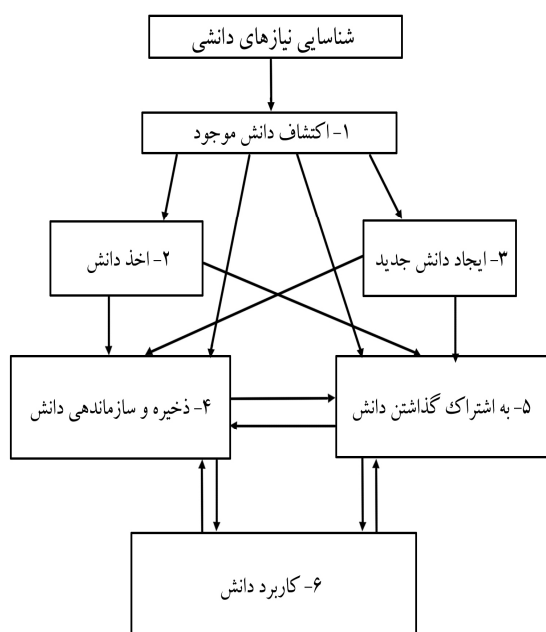 شناسایی نیازهای دانشی
۱- اکتشاف دانش موجود
۳- ایجاد دانش جدید
۲- اخذ دانش
۵- به اشتراک گذاشتن دانش
۴- ذخیره و سازماندهی دانش
۶- کاربرد دانش